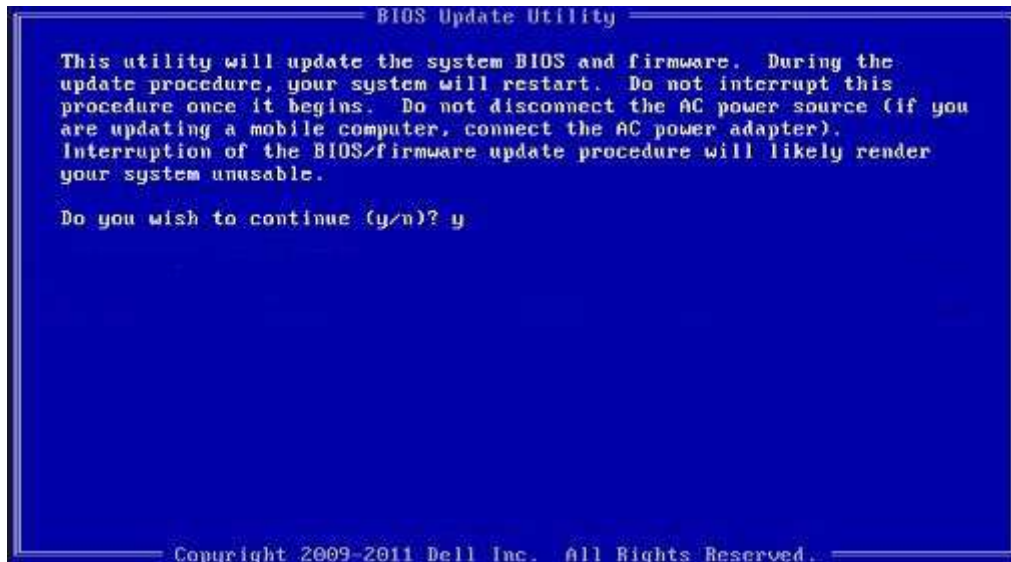 BIOS Update Utility
This utility will update the system BIOS and firmware. During the
update procedure, your system will restart. Do not interrupt this
procedure once it begins. Do not disconnect the AC power source (if you
are updating a mobile computer, connect the AC power adapter).
Interruption of the BIOS/firmware update procedure will likely render
your system unusable.
Do you wish to continue (y/n)? y
Copyright 2009-2011 Dell Inc. All Rights Reserved.